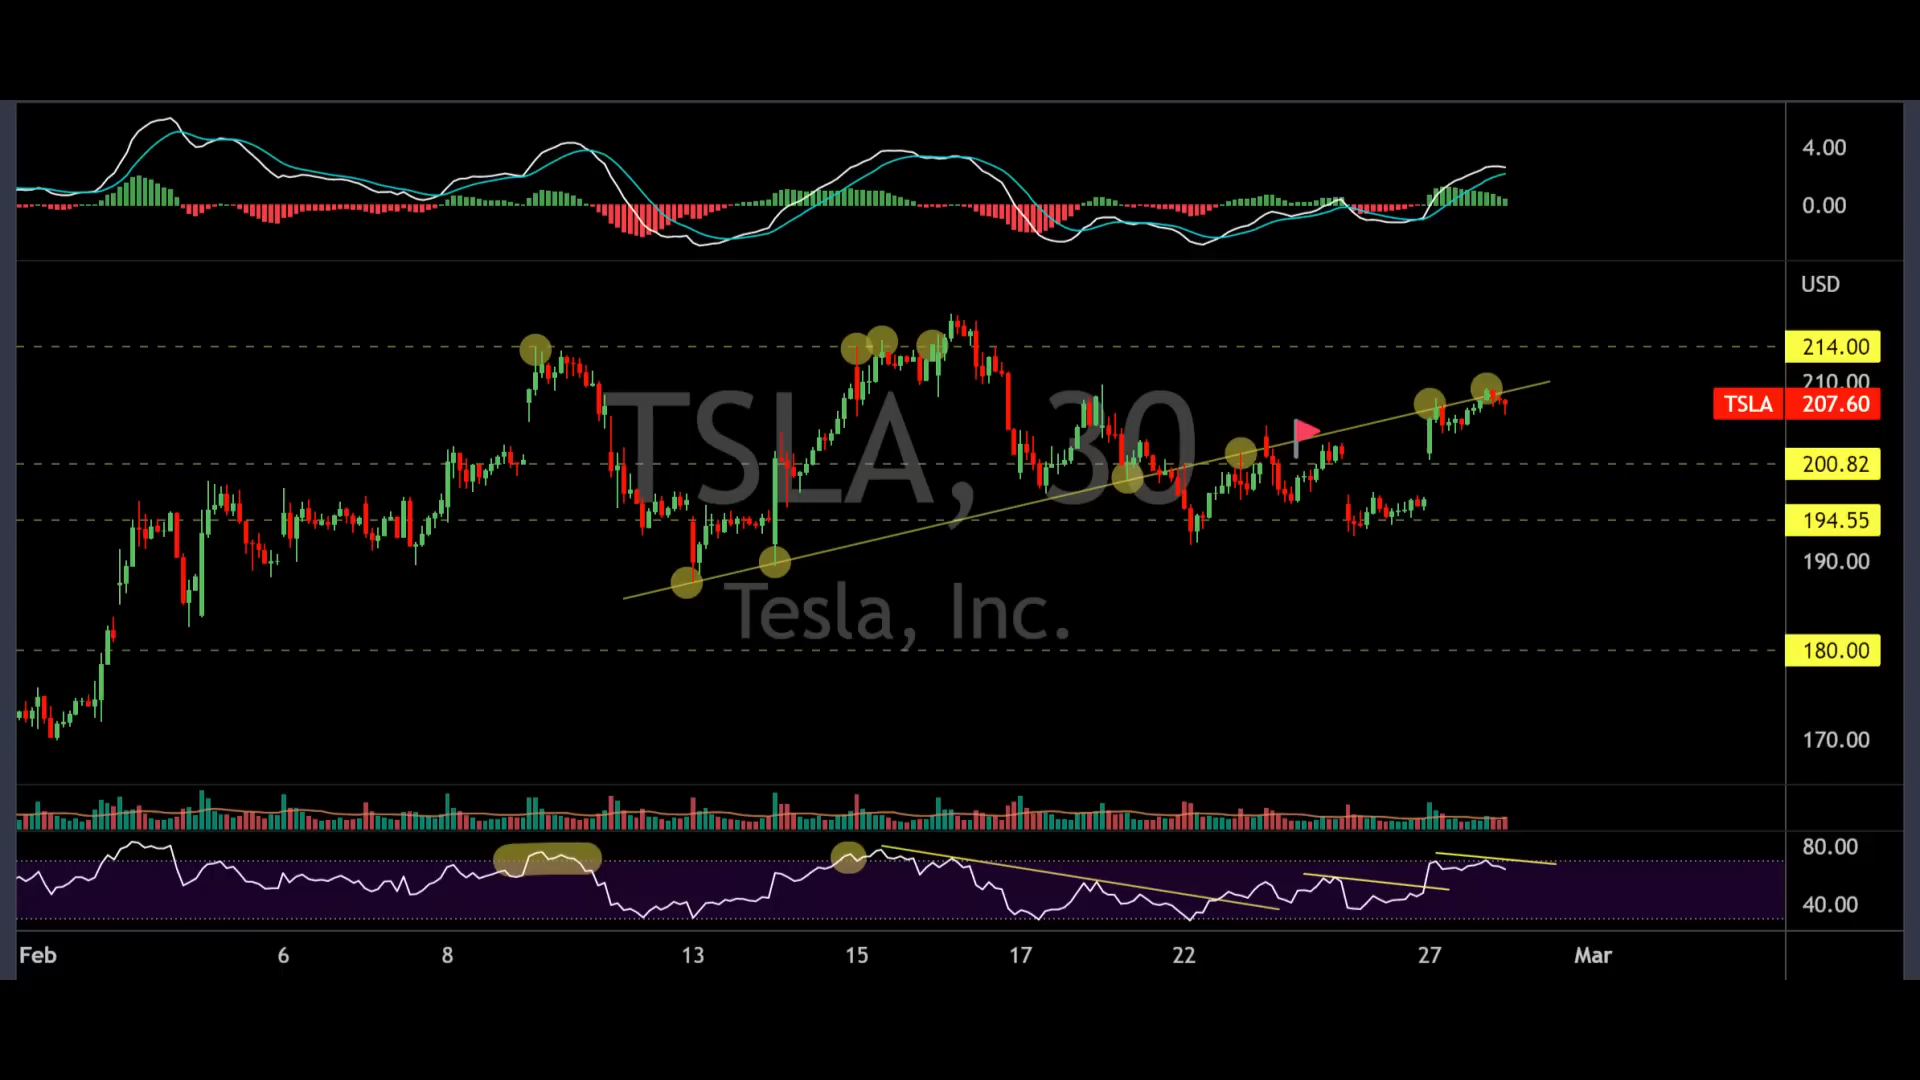 4.00
0.00
USD
214.00
210.00
TSLA 207.60
TSLA, 30
200.82
194.55
190.00
Tesla, Inc.
180.00
170.00
80.00
40.00
Feb 6 8 13 15 17 22 27 Mar